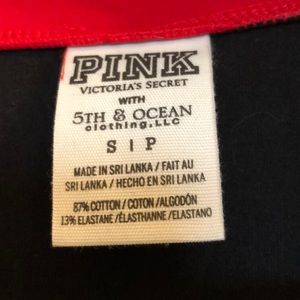 PINK
VICTORIA'S SECRET
WITH
5TH & OCEAN
clothing,LLC
S | P
MADE IN SRI LANKA / FAIT AU
SRI LANKA / HECHO EN SRI LANKA
87% COTTON / COTON /ALGODÓN
13% ELASTANE /ÉLASTHANNE /ELASTANO